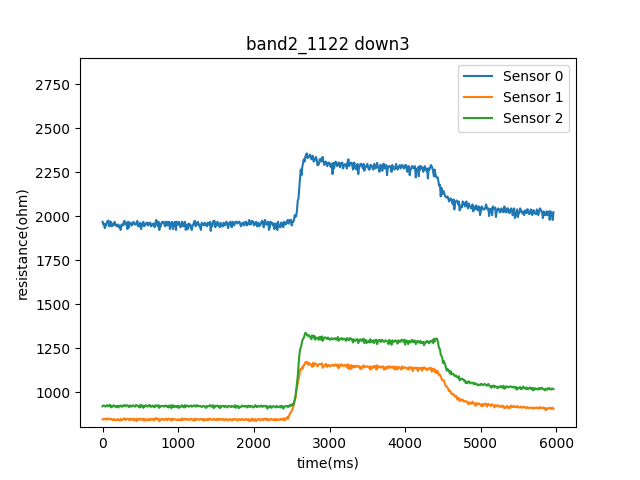 band2_1122 down3
Sensor 0
Sensor 1
Sensor 2
resistance(ohm)
2750
2500
2250
2000
1750
1500
1250
1000
0 1000 2000 3000 4000 5000 6000
time(ms)